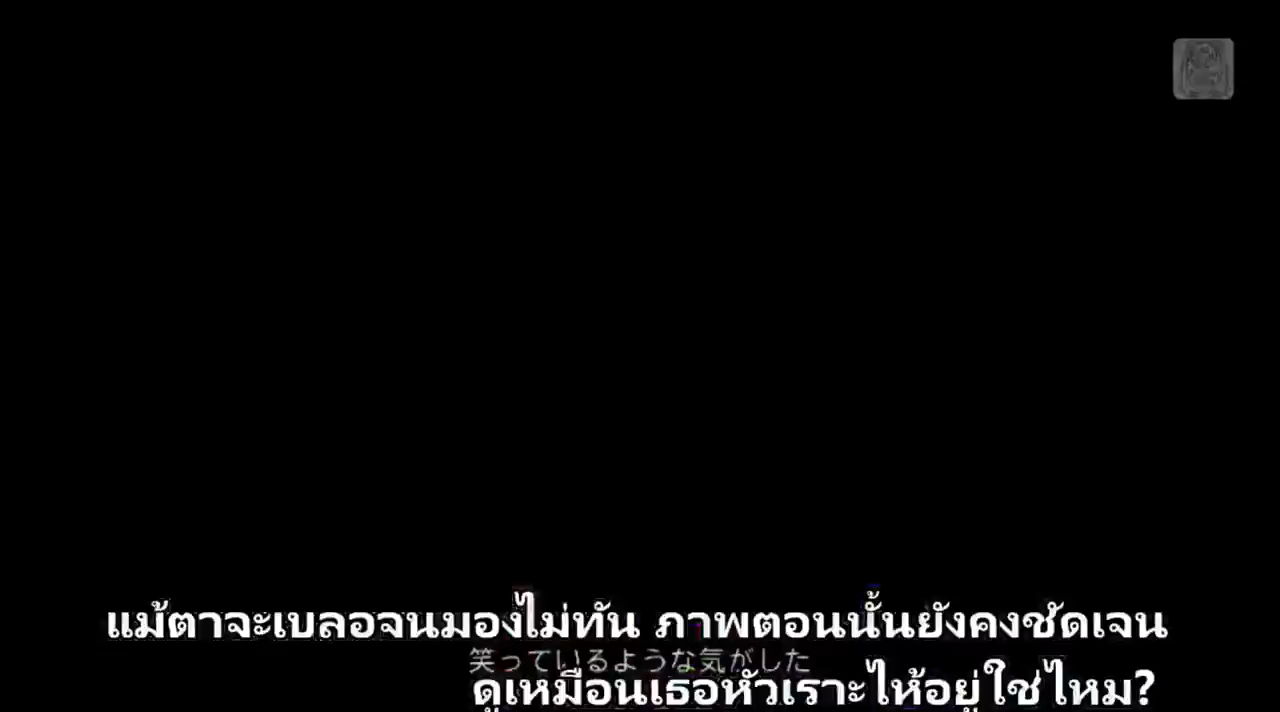 แม้ตาจะเบลอจนมองไม่ทัน ภาพตอนนั้นยังคงชัดเจน
笑っているような気がした
ดูเหมือนเธอหัวเราะไห้อยู่ใช่ไหม?